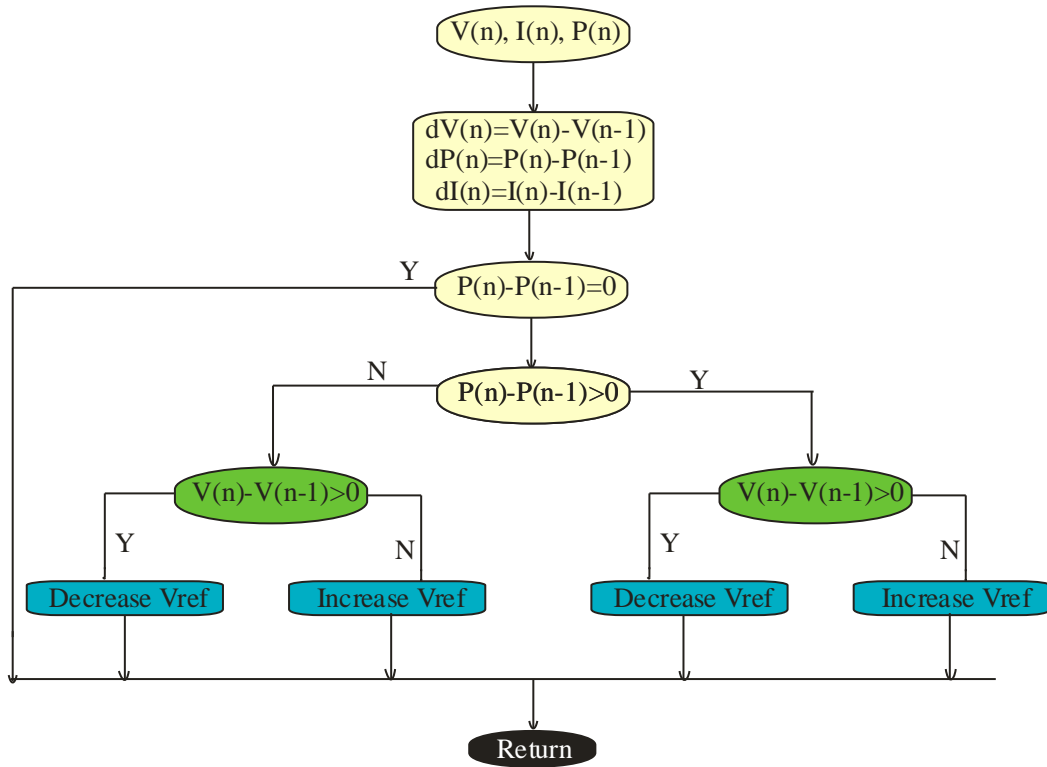 V(n), I(n), P(n)
dV(n)=V(n)-V(n-1)
dP(n)=P(n)-P(n-1)
dI(n)=I(n)-I(n-1)
Y
P(n)-P(n-1)=0
N
P(n)-P(n-1)>0
Y
V(n)-V(n-1)>0
V(n)-V(n-1)>0
Y
N
Y
N
Decrease Vref
Increase Vref
Decrease Vref
Increase Vref
Return